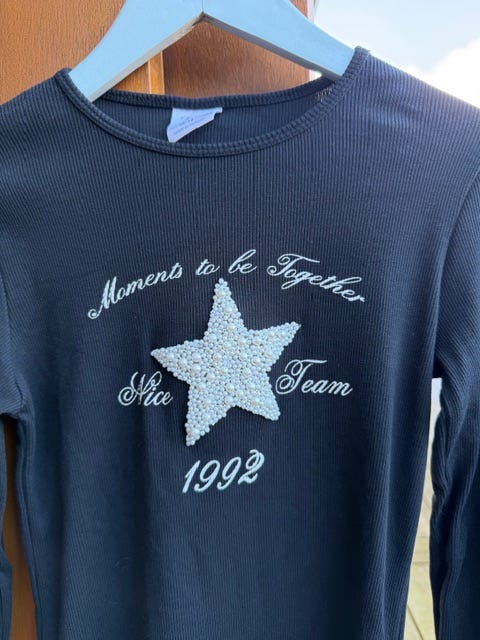 Moments to be Together
Nice Team
1992